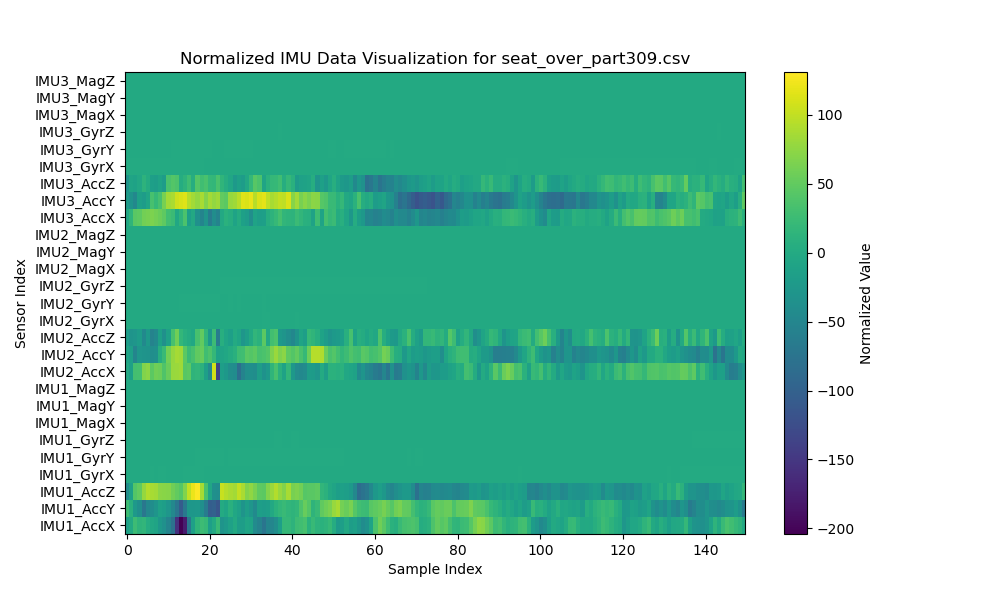 Normalized IMU Data Visualization for seat_over_part309.csv
IMU3_MagZ
IMU3_MagY
IMU3_MagX
IMU3_GyrZ
IMU3_GyrY
IMU3_GyrX
IMU3_AccZ
IMU3_AccY
IMU3_AccX
IMU2_MagZ
IMU2_MagY
IMU2_MagX
IMU2_GyrZ
IMU2_GyrY
IMU2_GyrX
IMU2_AccZ
IMU2_AccY
IMU2_AccX
IMU1_MagZ
IMU1_MagY
IMU1_MagX
IMU1_GyrZ
IMU1_GyrY
IMU1_GyrX
IMU1_AccZ
IMU1_AccY
IMU1_AccX
Sensor Index
0 20 40 60 80 100 120 140
Sample Index
100
50
0
−50
−100
−150
−200
Normalized Value